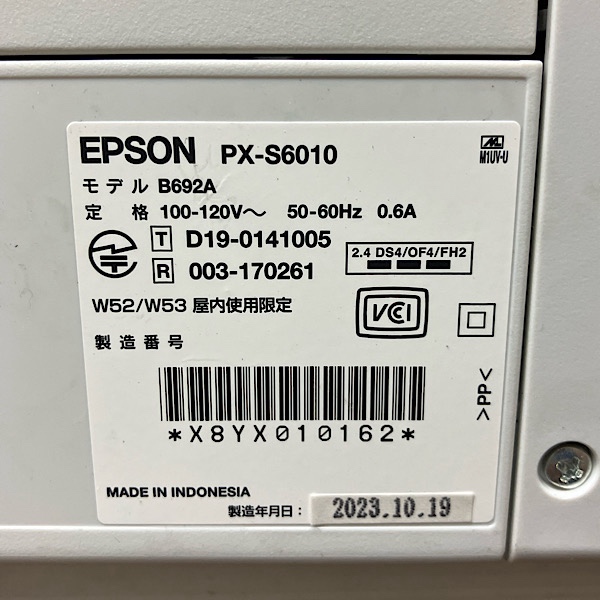 EPSON PX-S6010
M1UV-U
モデル B692A
定 格 100-120V～ 50-60Hz 0.6A
T D19-0141005
R 003-170261
2.4 DS4/OF4/FH2
W52/W53 屋内使用限定
VCI
製造番号
>PP<
*X8YX010162*
MADE IN INDONESIA
製造年月日： 2023.10.19